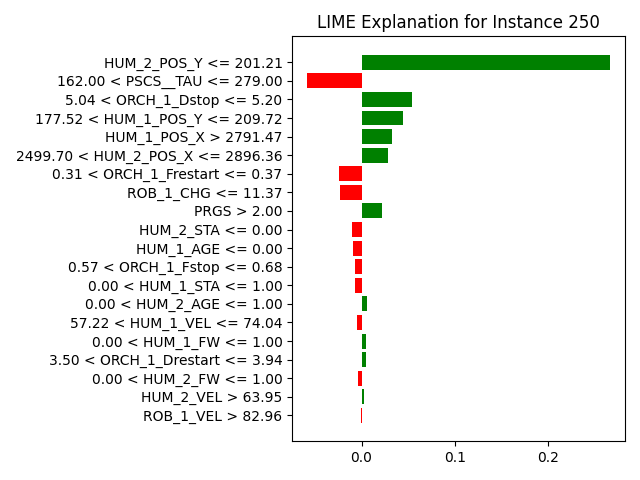 LIME Explanation for Instance 250
HUM_2_POS_Y <= 201.21
162.00 < PSCS__TAU <= 279.00
5.04 < ORCH_1_Dstop <= 5.20
177.52 < HUM_1_POS_Y <= 209.72
HUM_1_POS_X > 2791.47
2499.70 < HUM_2_POS_X <= 2896.36
0.31 < ORCH_1_Frestart <= 0.37
ROB_1_CHG <= 11.37
PRGS > 2.00
HUM_2_STA <= 0.00
HUM_1_AGE <= 0.00
0.57 < ORCH_1_Fstop <= 0.68
0.00 < HUM_1_STA <= 1.00
0.00 < HUM_2_AGE <= 1.00
57.22 < HUM_1_VEL <= 74.04
0.00 < HUM_1_FW <= 1.00
3.50 < ORCH_1_Drestart <= 3.94
0.00 < HUM_2_FW <= 1.00
HUM_2_VEL > 63.95
ROB_1_VEL > 82.96
0.0 0.1 0.2